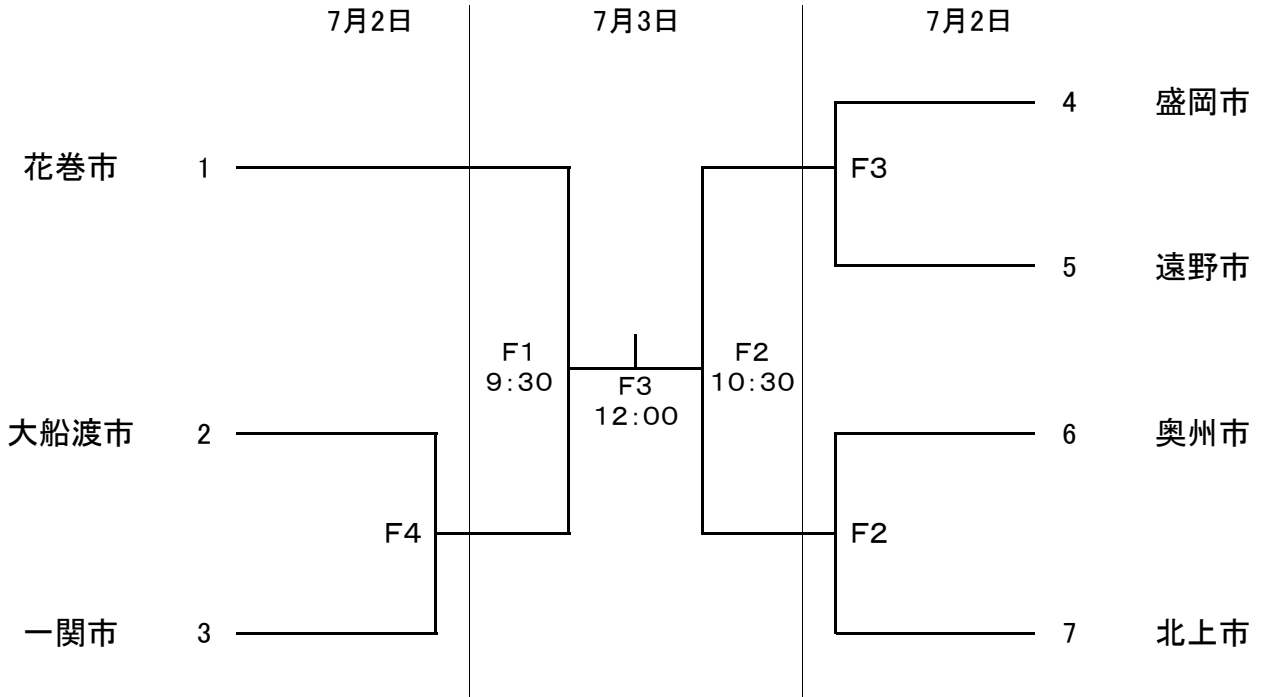 7月2日 7月3日 7月2日
4 盛岡市
花巻市 1
F3
5 遠野市
F1
9:30
F3
12:00
F2
10:30
大船渡市 2
6 奥州市
F4
F2
一関市 3
7 北上市